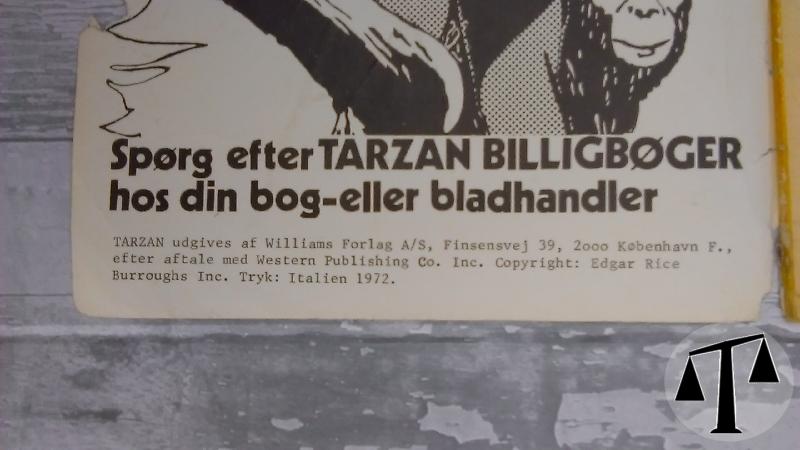 Spørg efter TARZAN BILLIGBØGER
hos din bog-eller bladhandler
TARZAN udgives af Williams Forlag A/S, Finsensvej 39, 2ooo København F.,
efter aftale med Western Publishing Co. Inc. Copyright: Edgar Rice
Burroughs Inc. Tryk: Italien 1972.